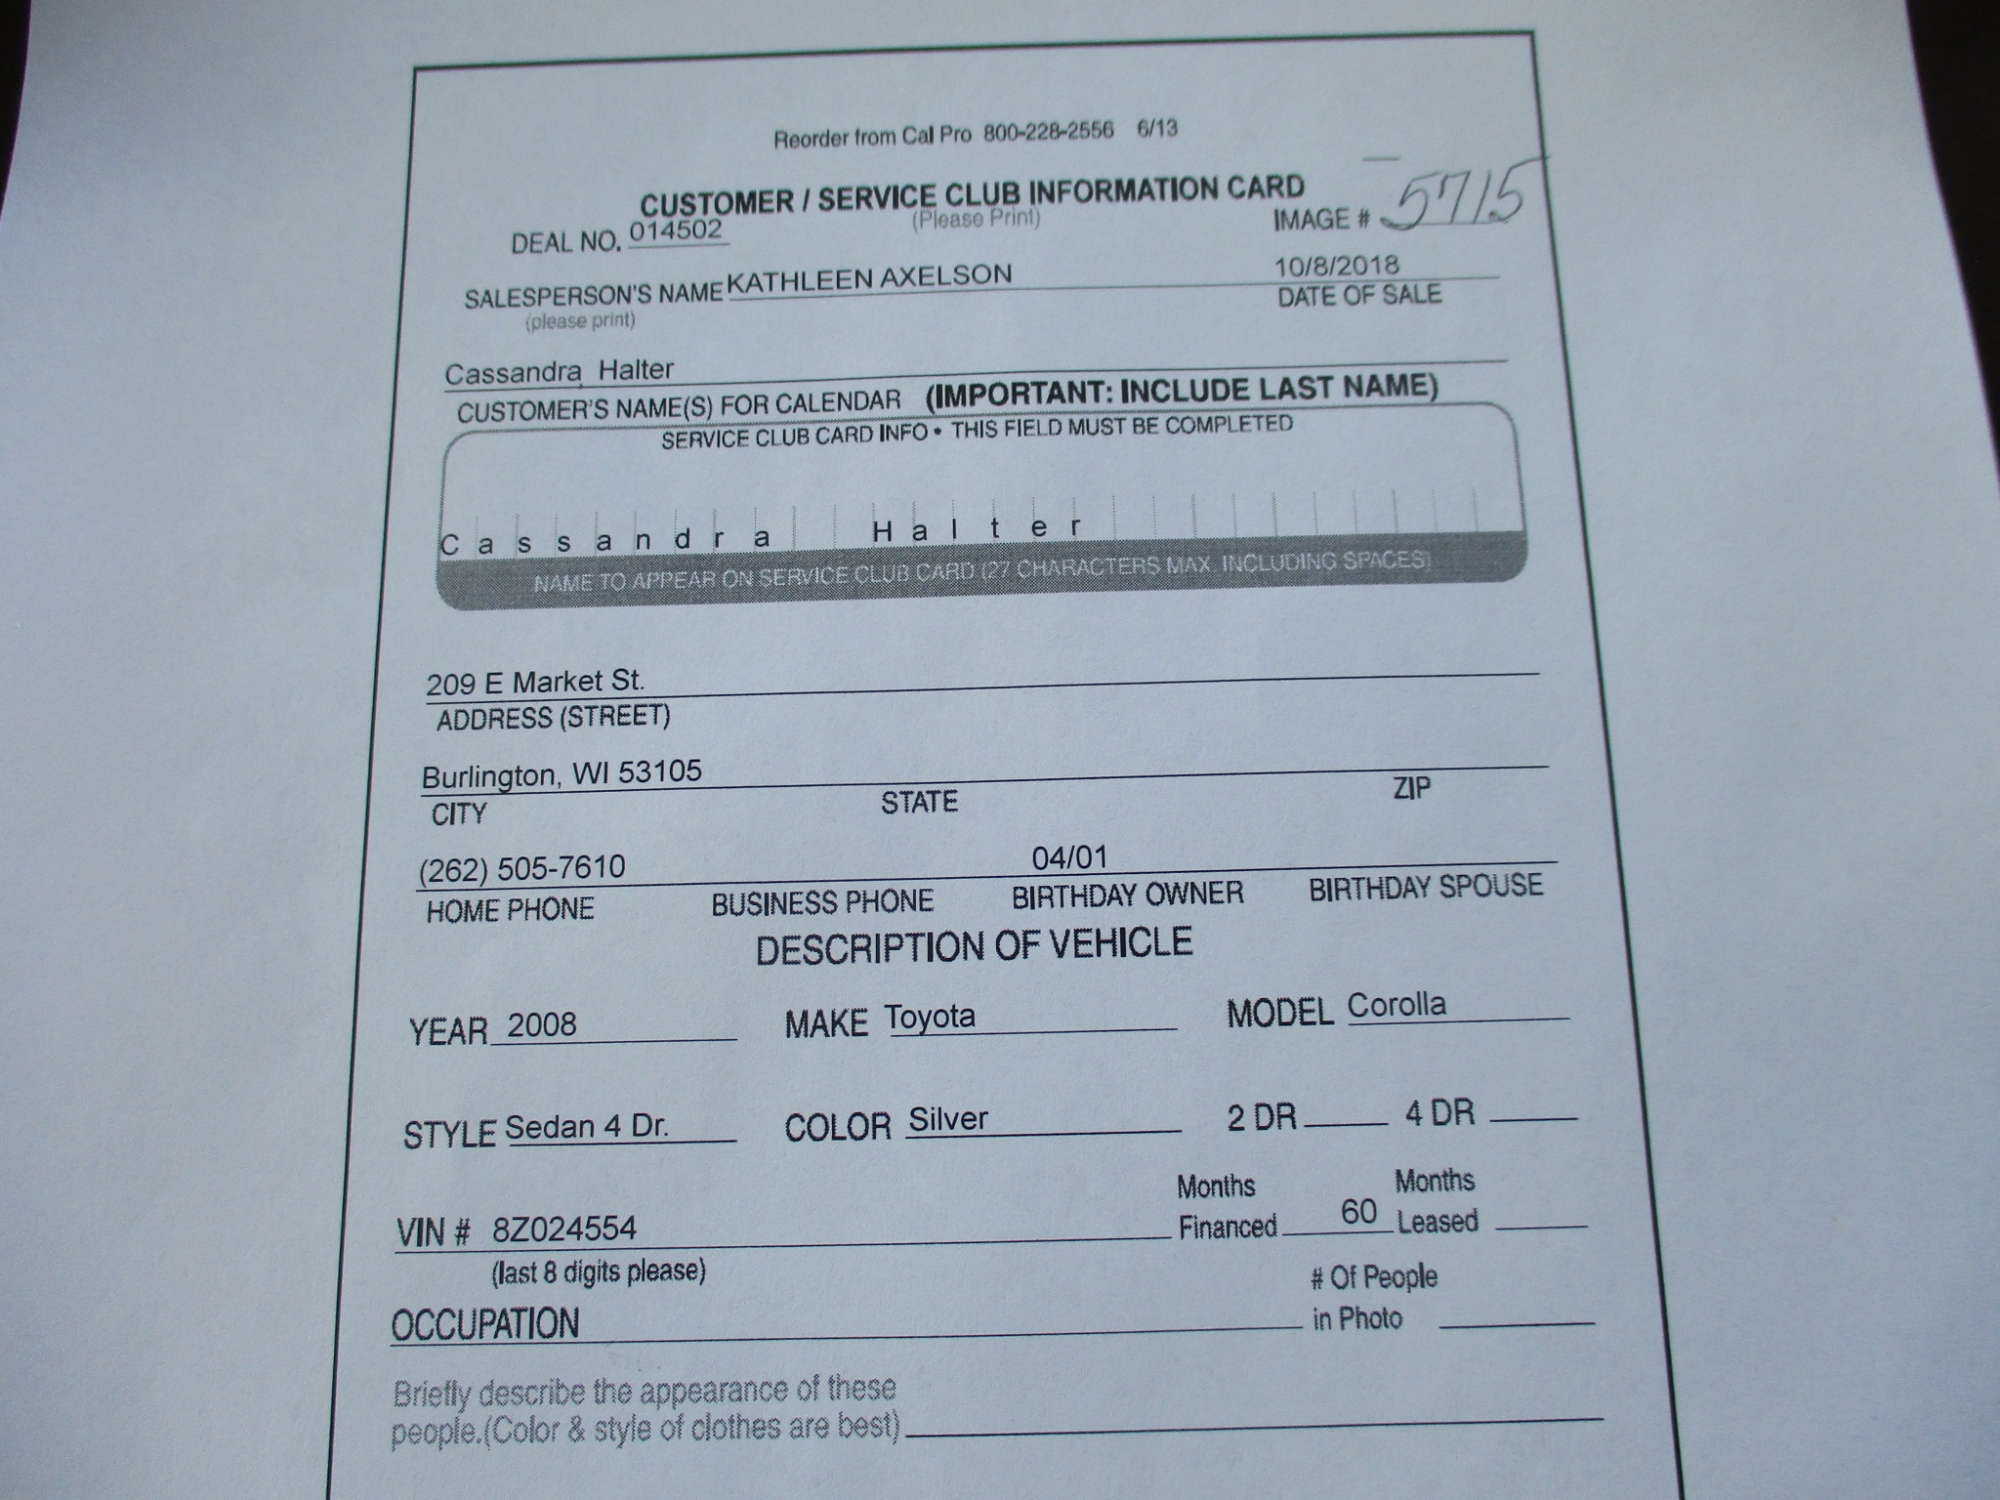 Reorder from Cal Pro 800-228-2556 6/13
CUSTOMER / SERVICE CLUB INFORMATION CARD
(Please Print)
DEAL NO. 014502 IMAGE # 5715
SALESPERSON'S NAME KATHLEEN AXELSON 10/8/2018
(please print) DATE OF SALE
Cassandra Halter
CUSTOMER'S NAME(S) FOR CALENDAR (IMPORTANT: INCLUDE LAST NAME)
SERVICE CLUB CARD INFO • THIS FIELD MUST BE COMPLETED
Cassandra Halter
NAME TO APPEAR ON SERVICE CLUB CARD (27 CHARACTERS MAX. INCLUDING SPACES)
209 E Market St.
ADDRESS (STREET)
Burlington, WI 53105
CITY STATE ZIP
(262) 505-7610 04/01
HOME PHONE BUSINESS PHONE BIRTHDAY OWNER BIRTHDAY SPOUSE
DESCRIPTION OF VEHICLE
YEAR 2008 MAKE Toyota MODEL Corolla
STYLE Sedan 4 Dr. COLOR Silver 2 DR 4 DR
Months Months
VIN # 8Z024554 Financed 60 Leased
(last 8 digits please) # Of People
OCCUPATION in Photo
Briefly describe the appearance of these
people.(Color & style of clothes are best)